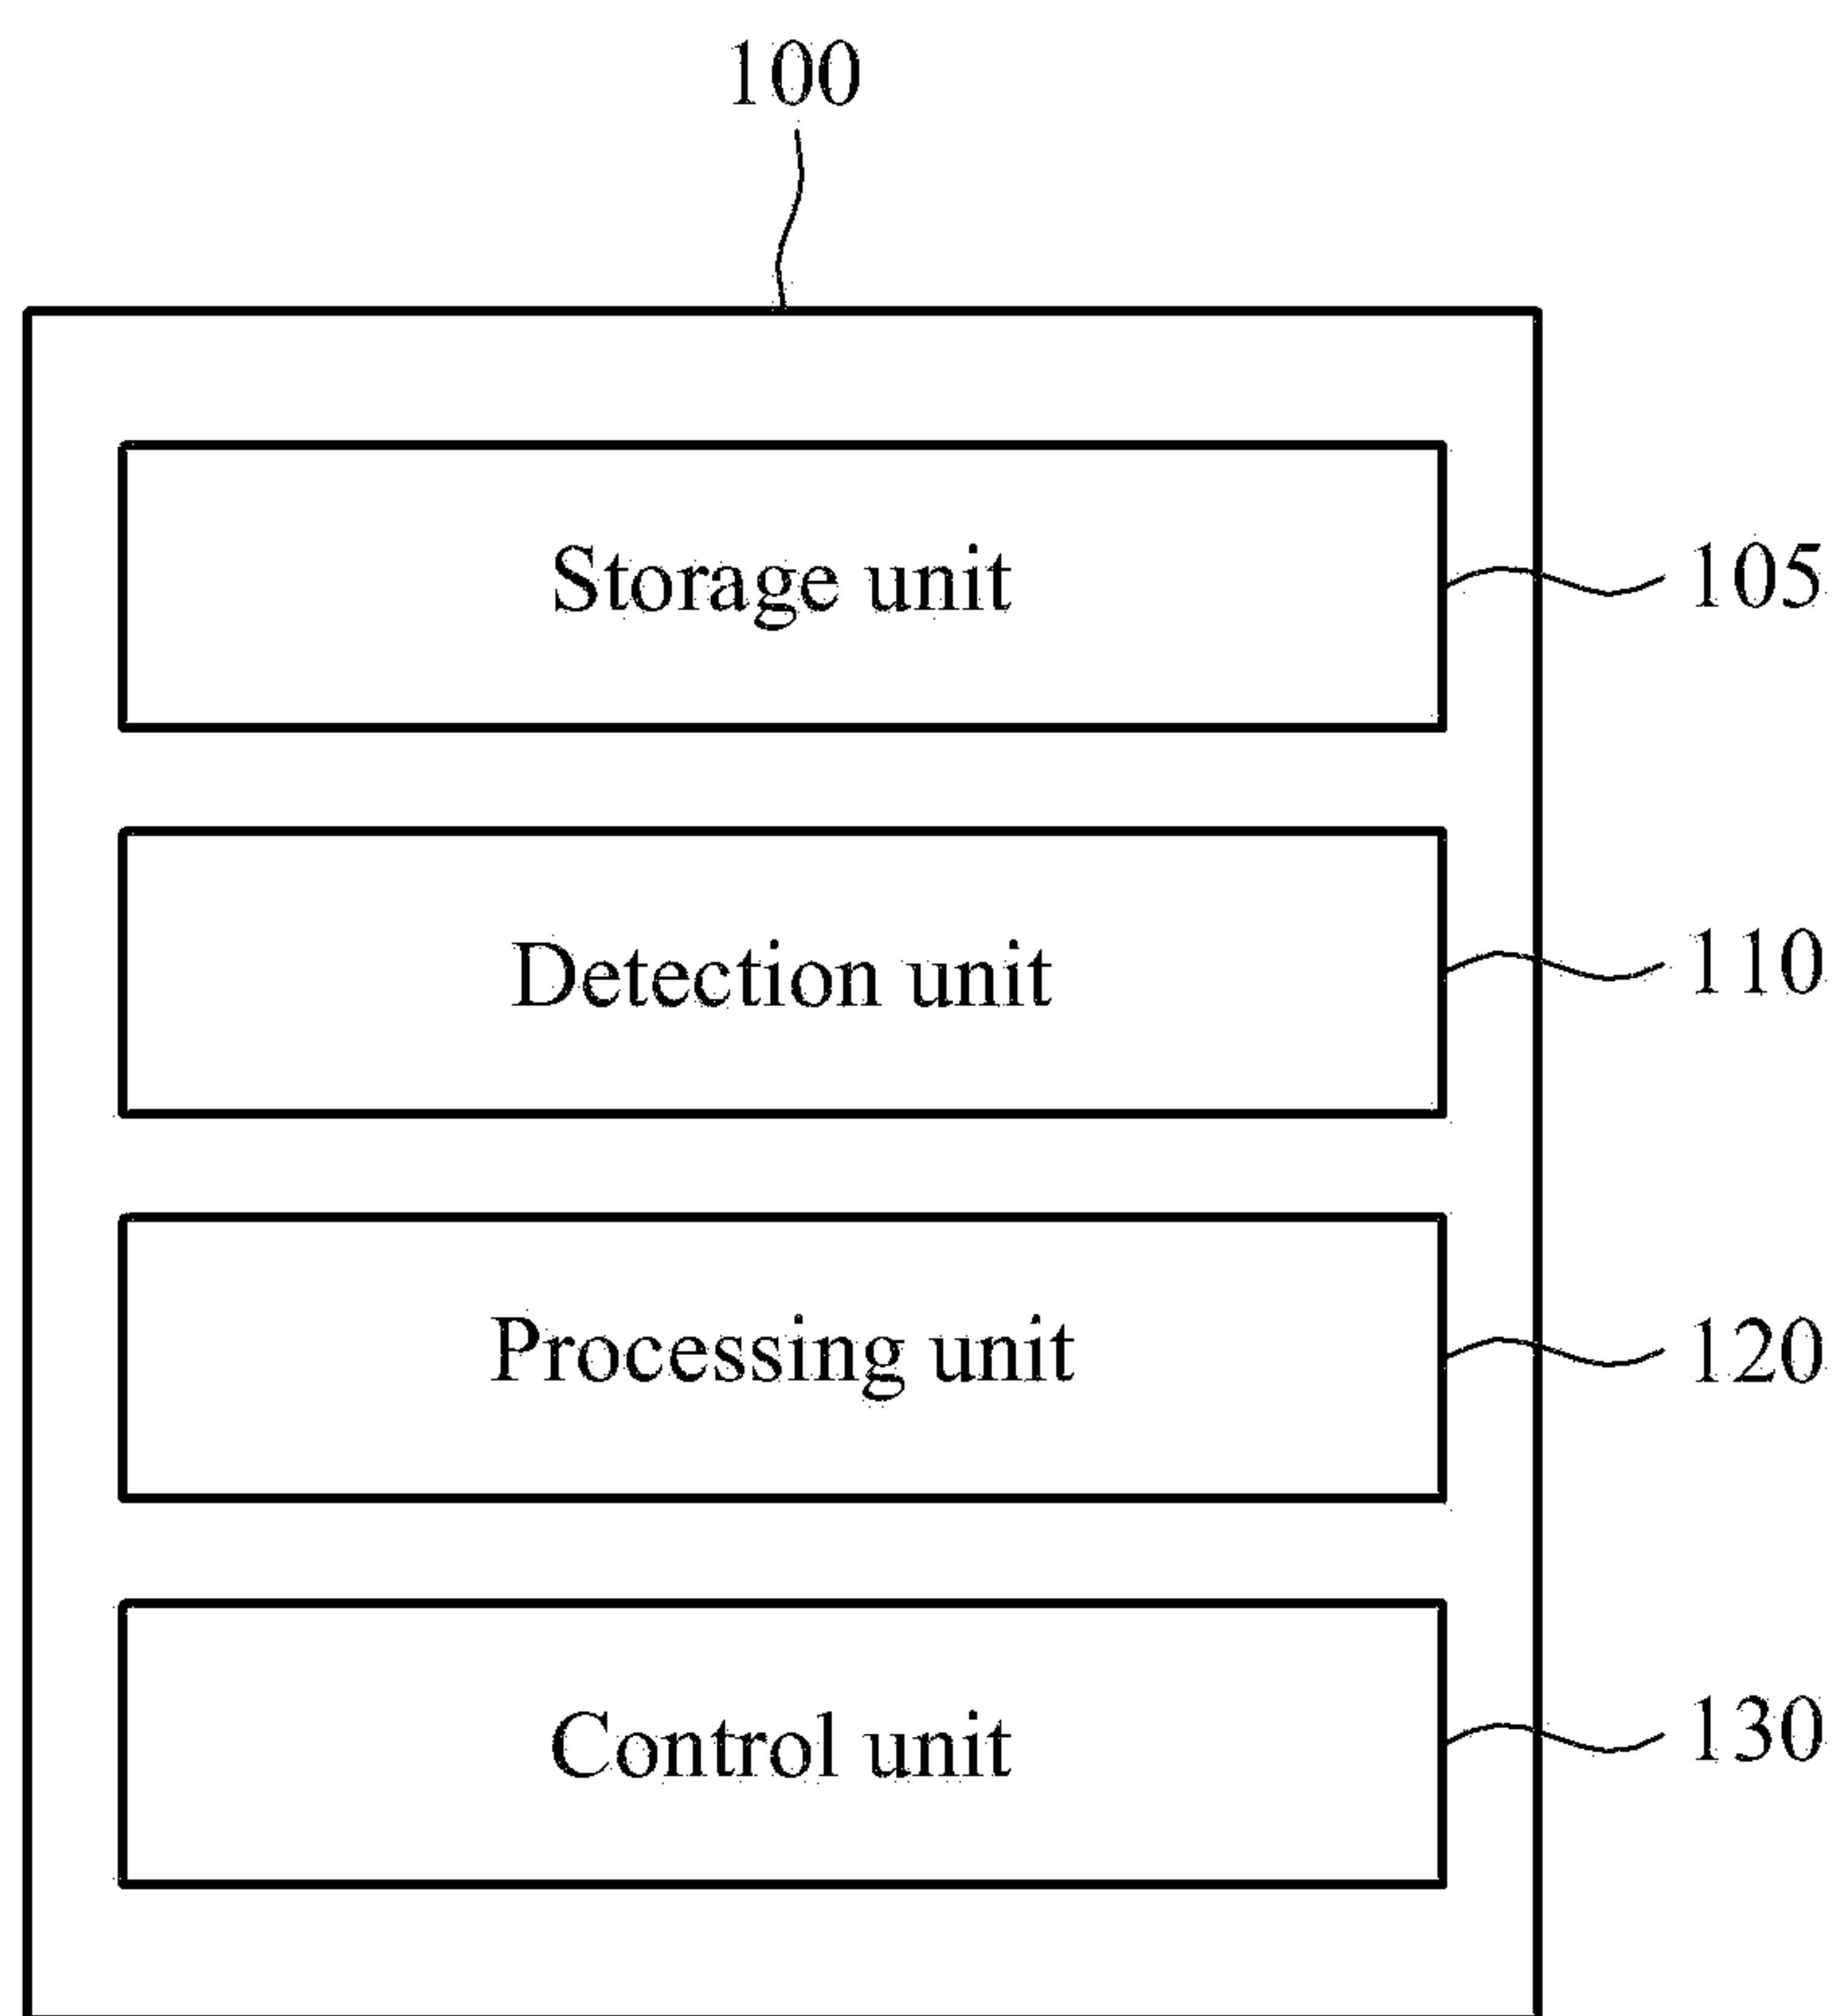 100
Storage unit
105
Detection unit
110
Processing unit
120
Control unit
130